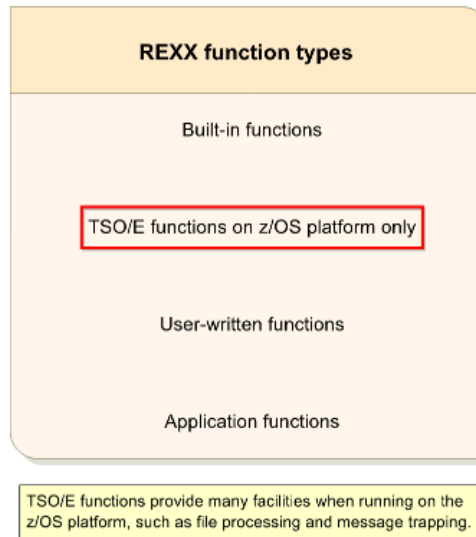 REXX function types
Built-in functions
TSO/E functions on z/OS platform only
User-written functions
Application functions
TSO/E functions provide many facilities when running on the
z/OS platform, such as file processing and message trapping.